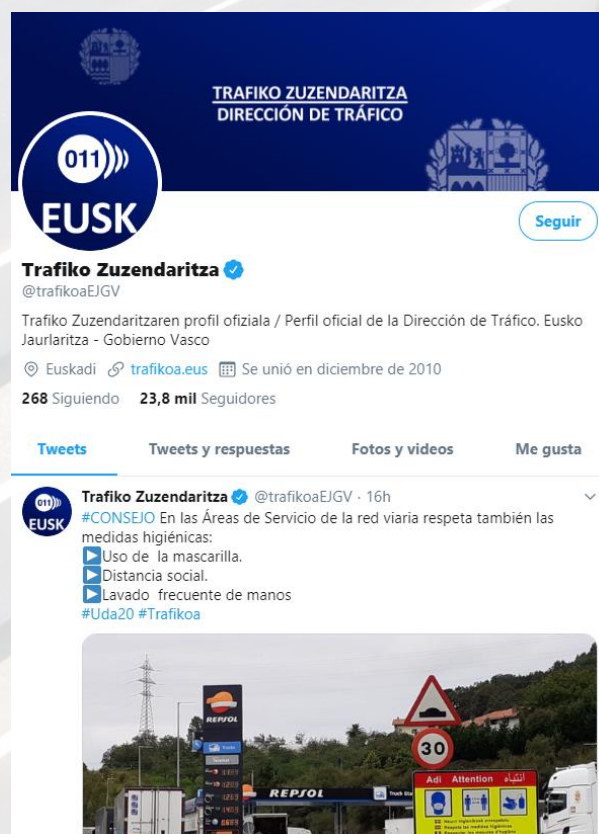 TRAFIKO ZUZENDARITZA
DIRECCIÓN DE TRÁFICO
011
EUSK
Seguir
Trafiko Zuzendaritza
@trafikoaEJGV
Trafiko Zuzendaritzaren profil ofiziala / Perfil oficial de la Dirección de Tráfico. Eusko
Jaurlaritza - Gobierno Vasco
Euskadi trafikoa.eus Se unió en diciembre de 2010
268 Siguiendo 23,8 mil Seguidores
Tweets Tweets y respuestas Fotos y videos Me gusta
011
EUSK
Trafiko Zuzendaritza @trafikoaEJGV · 16h
#CONSEJO En las Áreas de Servicio de la red viaria respeta también las
medidas higiénicas:
Uso de la mascarilla.
Distancia social.
Lavado frecuente de manos
#Uda20 #Trafikoa
REPSOL
30
Adi Attention انتباه
REPSOL